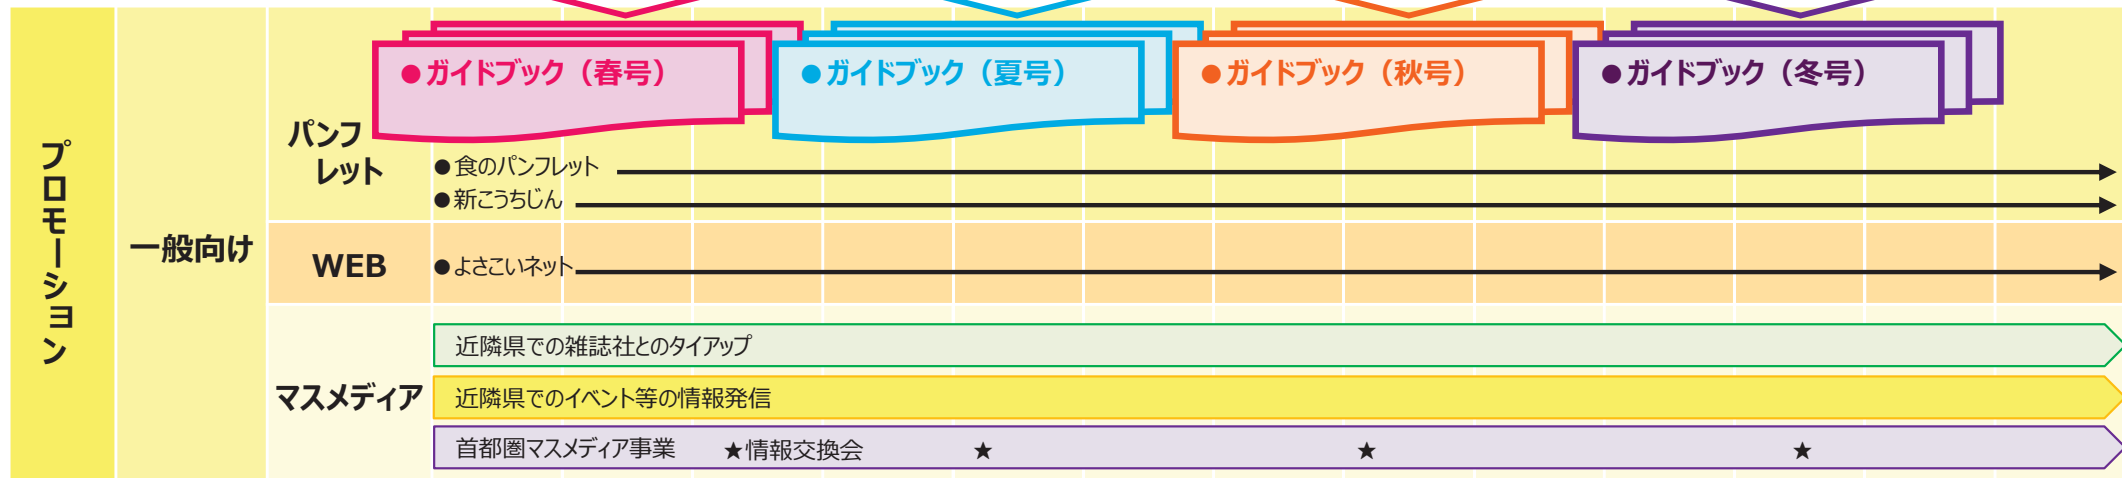 プロモーション
一般向け
パンフ
レット
●ガイドブック（春号）
●ガイドブック（夏号）
●ガイドブック（秋号）
●ガイドブック（冬号）
●食のパンフレット
●新こうちじん
WEB
●よさこいネット
マスメディア
近隣県での雑誌社とのタイアップ
近隣県でのイベント等の情報発信
首都圏マスメディア事業 ★情報交換会 ★ ★ ★